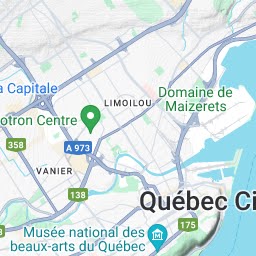 a Capitale
LIMOILOU
Domaine de
Maizerets
otron Centre
A 973
358
VANIER
138
Québec Ci
Musée national des
beaux-arts du Québec
175